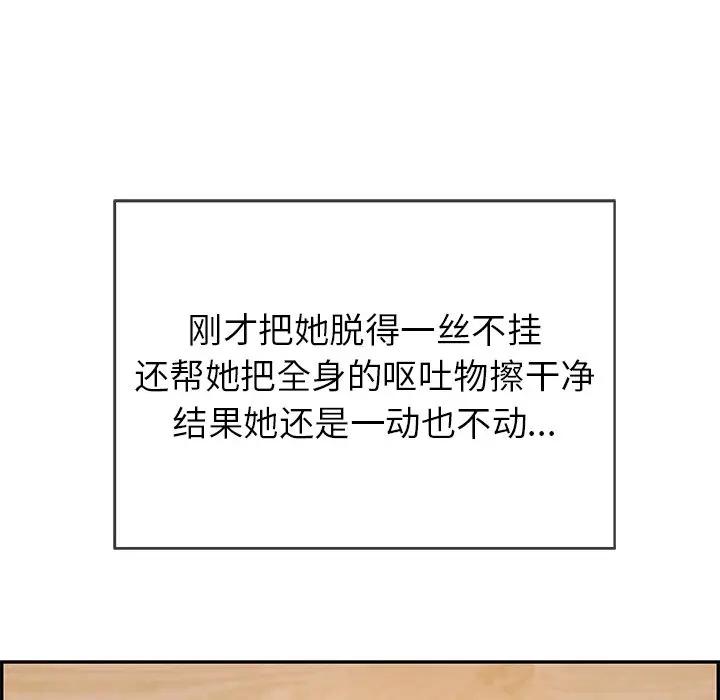 刚才把她脱得一丝不挂
还帮她把全身的呕吐物擦干净
结果她还是一动也不动…